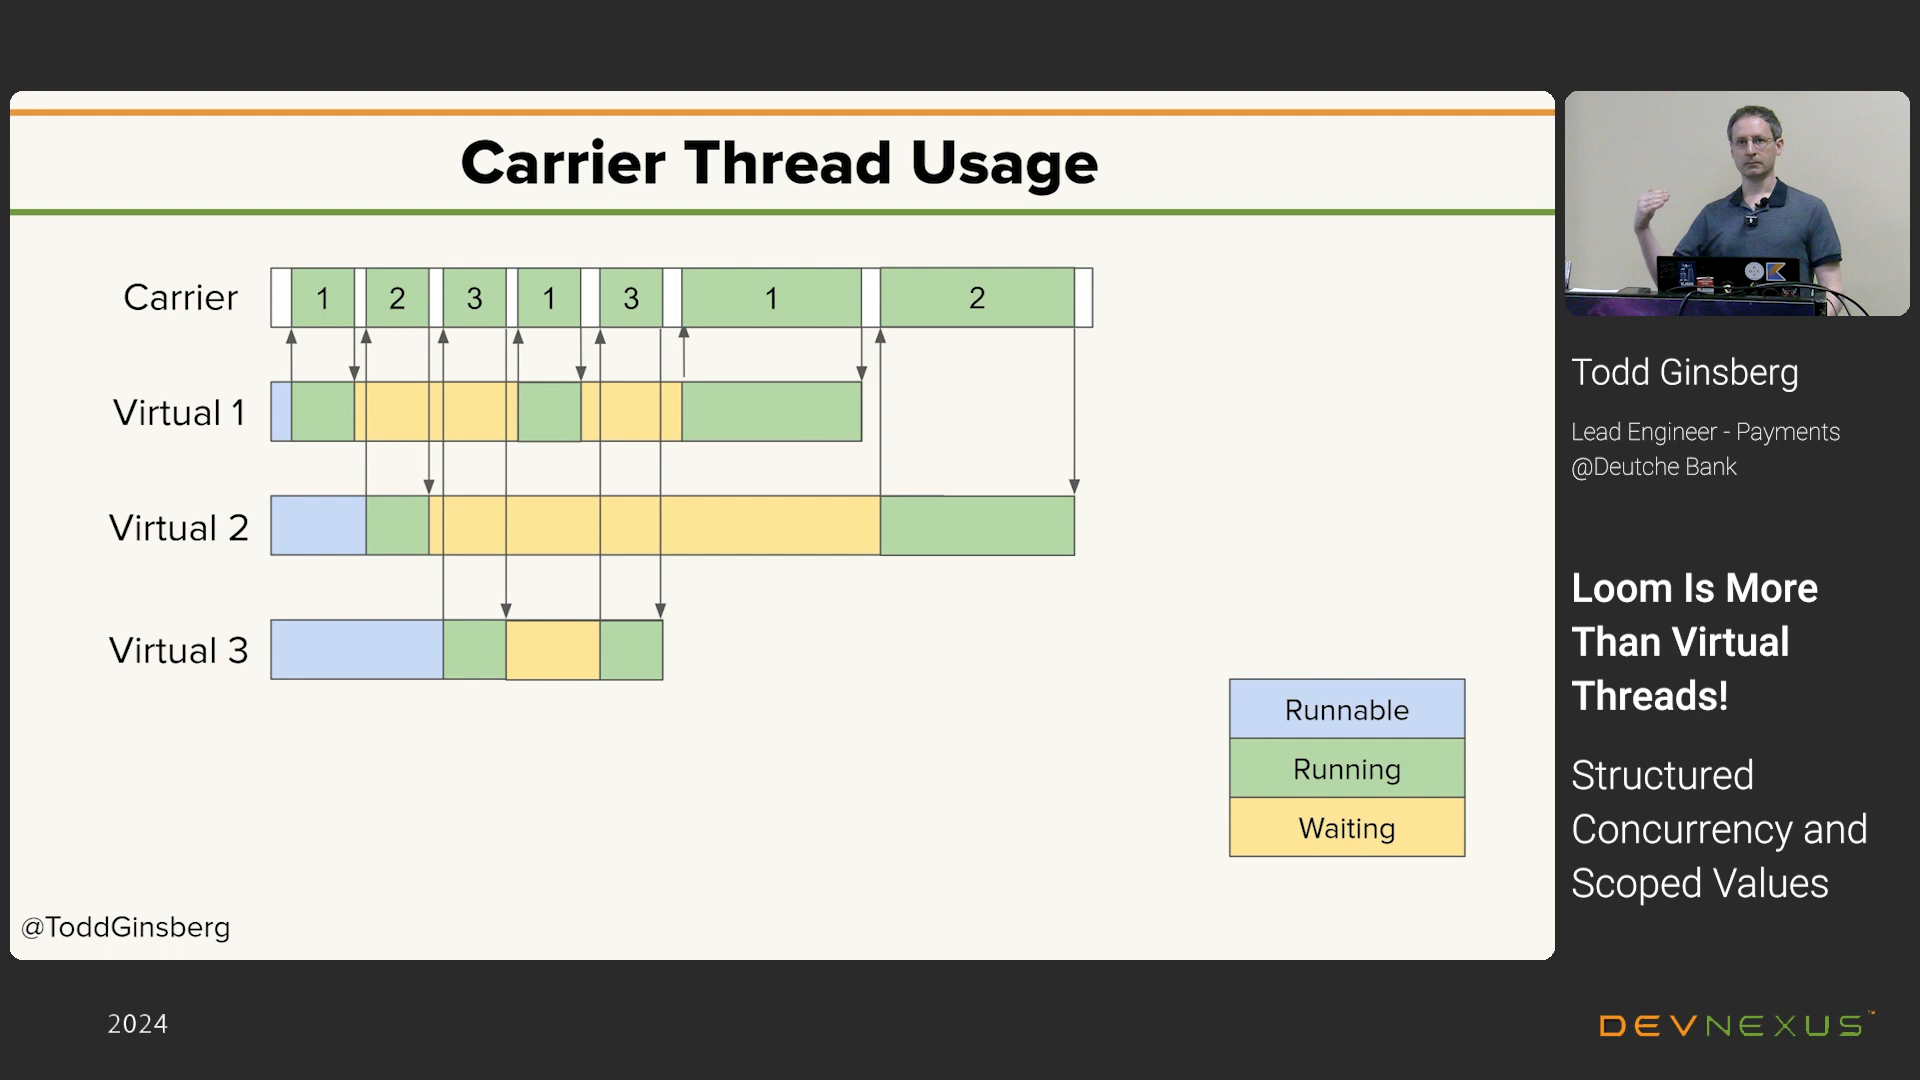 Carrier Thread Usage
Carrier
1 2 3 1 3 1 2
Virtual 1
Virtual 2
Virtual 3
Runnable
Running
Waiting
@ToddGinsberg
Todd Ginsberg
Lead Engineer - Payments
@Deutche Bank
Loom Is More
Than Virtual
Threads!
Structured
Concurrency and
Scoped Values
2024
DEVNEXUS™